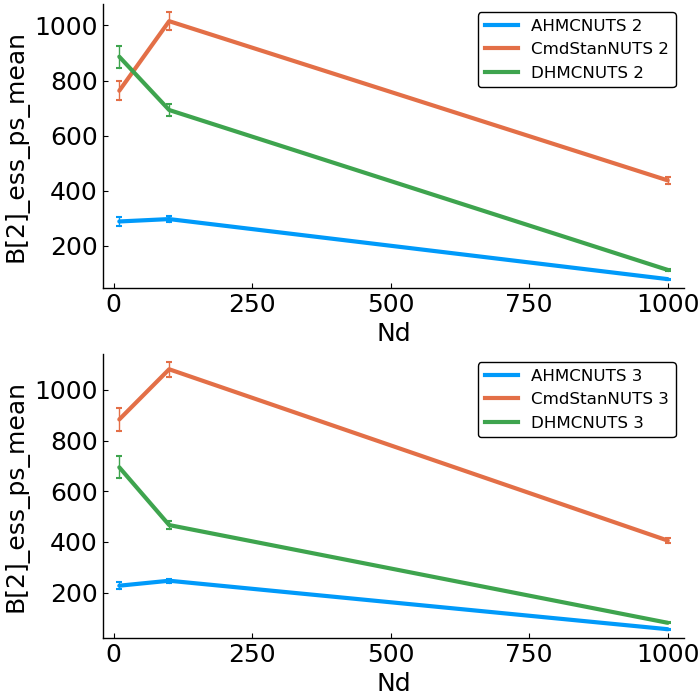 B[2]_ess_ps_mean
1000
800
600
400
200
0 250 500 750 1000
Nd
AHMCNUTS 2
CmdStanNUTS 2
DHMCNUTS 2
B[2]_ess_ps_mean
1000
800
600
400
200
0 250 500 750 1000
Nd
AHMCNUTS 3
CmdStanNUTS 3
DHMCNUTS 3